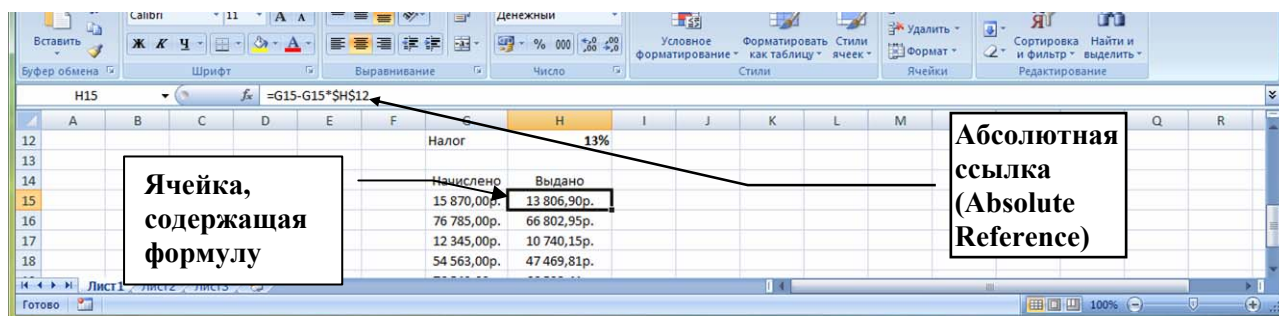 Calibri 11 A A Денежный Удалить
Вставить Ж К Ч А % 000 Условное Форматировать Стили Сортировка Найти и
форматирование как таблицу ячеек Формат и фильтр выделить
Буфер обмена Шрифт Выравнивание Число Стили Ячейки Редактирование
H15 fx =G15-G15*$H$12
A B C D E F G H I J K L M Q R
12 Налог 13%
13
14 Начислено Выдано
15 15 870,00р. 13 806,90р.
16 76 785,00р. 66 802,95р.
17 12 345,00р. 10 740,15р.
18 54 563,00р. 47 469,81р.
Ячейка,
содержащая
формулу
Абсолютная
ссылка
(Absolute
Reference)
Лист1 Лист2 Лист3
Готово 100%